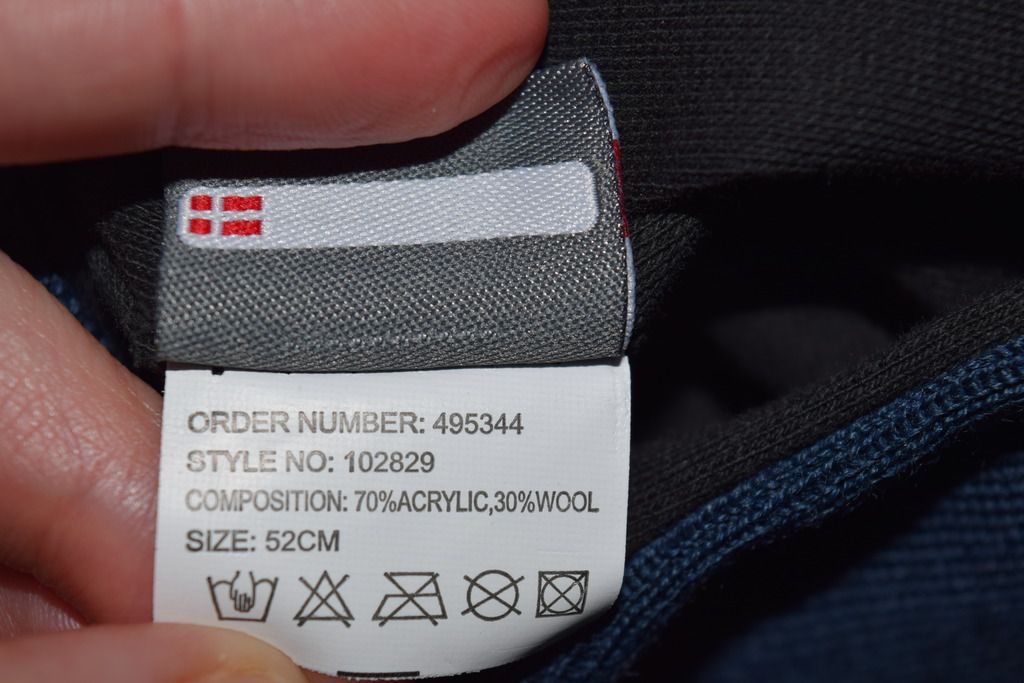 ORDER NUMBER: 495344
STYLE NO: 102829
COMPOSITION: 70%ACRYLIC,30%WOOL
SIZE: 52CM